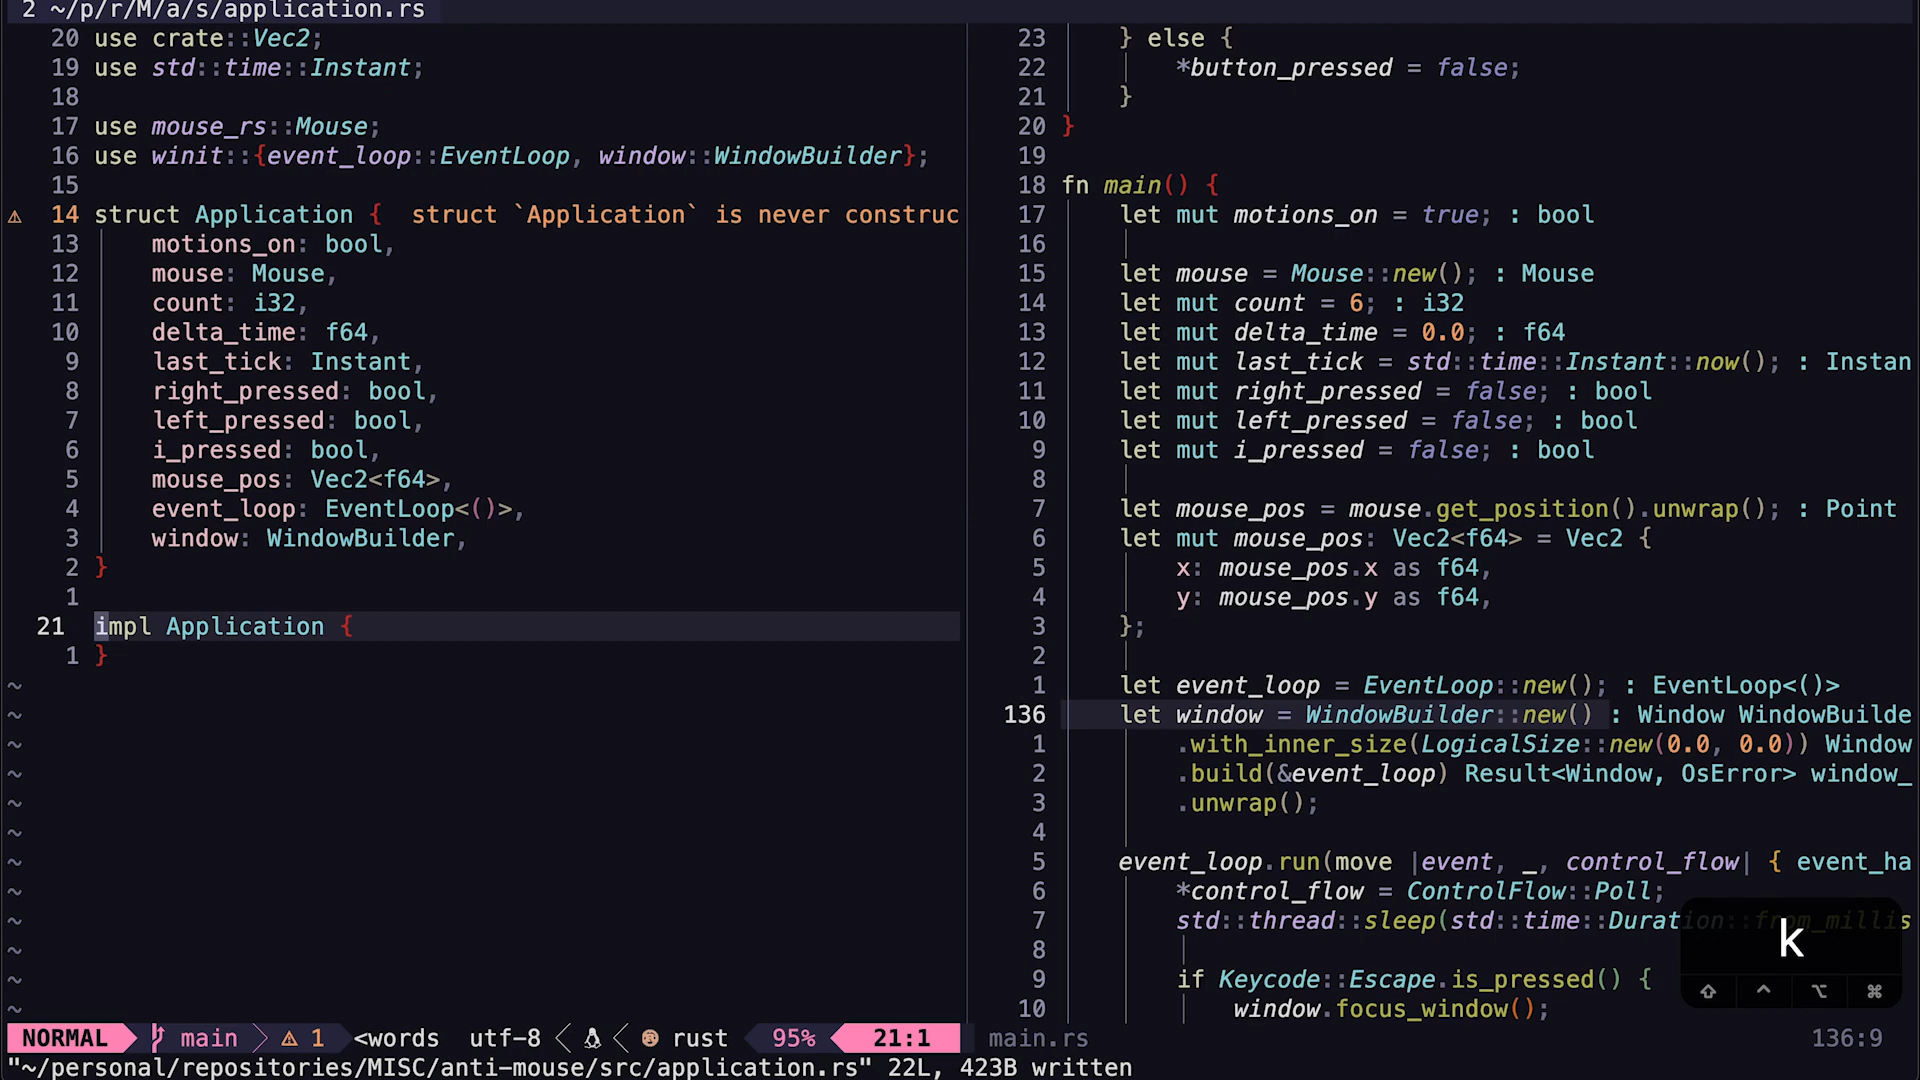 2 ~/p/r/M/a/s/application.rs
20 use crate::Vec2;
19 use std::time::Instant;
18
17 use mouse_rs::Mouse;
16 use winit::{event_loop::EventLoop, window::WindowBuilder};
15
⚠ 14 struct Application {  struct `Application` is never construc
13     motions_on: bool,
12     mouse: Mouse,
11     count: i32,
10     delta_time: f64,
9     last_tick: Instant,
8     right_pressed: bool,
7     left_pressed: bool,
6     i_pressed: bool,
5     mouse_pos: Vec2<f64>,
4     event_loop: EventLoop<()>,
3     window: WindowBuilder,
2 }
1
21 impl Application {
1 }
~
~
~
~
~
~
~
~
~
~
~
~
23     } else {
22         *button_pressed = false;
21     }
20 }
19
18 fn main() {
17     let mut motions_on = true; : bool
16
15     let mouse = Mouse::new(); : Mouse
14     let mut count = 6; : i32
13     let mut delta_time = 0.0; : f64
12     let mut last_tick = std::time::Instant::now(); : Instan
11     let mut right_pressed = false; : bool
10     let mut left_pressed = false; : bool
9     let mut i_pressed = false; : bool
8
7     let mouse_pos = mouse.get_position().unwrap(); : Point
6     let mut mouse_pos: Vec2<f64> = Vec2 {
5         x: mouse_pos.x as f64,
4         y: mouse_pos.y as f64,
3     };
2
1     let event_loop = EventLoop::new(); : EventLoop<()>
136     let window = WindowBuilder::new() : Window WindowBuilde
1         .with_inner_size(LogicalSize::new(0.0, 0.0)) Window
2         .build(&event_loop) Result<Window, OsError> window_
3         .unwrap();
4
5     event_loop.run(move |event, _, control_flow| { event_ha
6         *control_flow = ControlFlow::Poll;
7         std::thread::sleep(std::time::Duration::from_millis
8
9         if Keycode::Escape.is_pressed() {
10             window.focus_window();
k
⇧ ^ ⌥ ⌘
NORMAL main ⚠ 1 <words utf-8 < < rust 95% 21:1 main.rs 136:9
"~/personal/repositories/MISC/anti-mouse/src/application.rs" 22L, 423B written